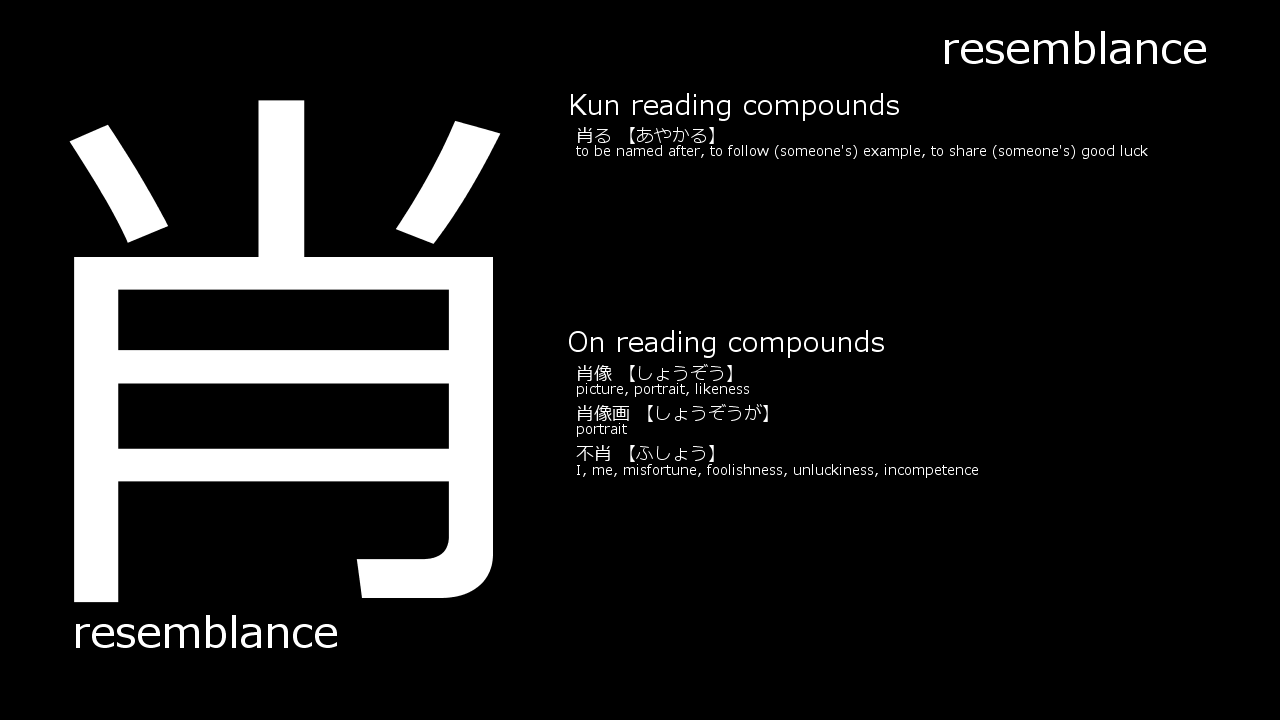 resemblance
肖
resemblance
Kun reading compounds
肖る 【あやかる】
to be named after, to follow (someone's) example, to share (someone's) good luck
On reading compounds
肖像 【しょうぞう】
picture, portrait, likeness
肖像画 【しょうぞうが】
portrait
不肖 【ふしょう】
I, me, misfortune, foolishness, unluckiness, incompetence